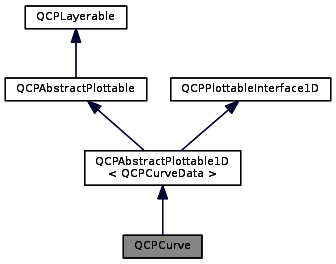 QCPLayerable
QCPAbstractPlottable
QCPPlottableInterface1D
QCPAbstractPlottable1D
< QCPCurveData >
QCPCurve